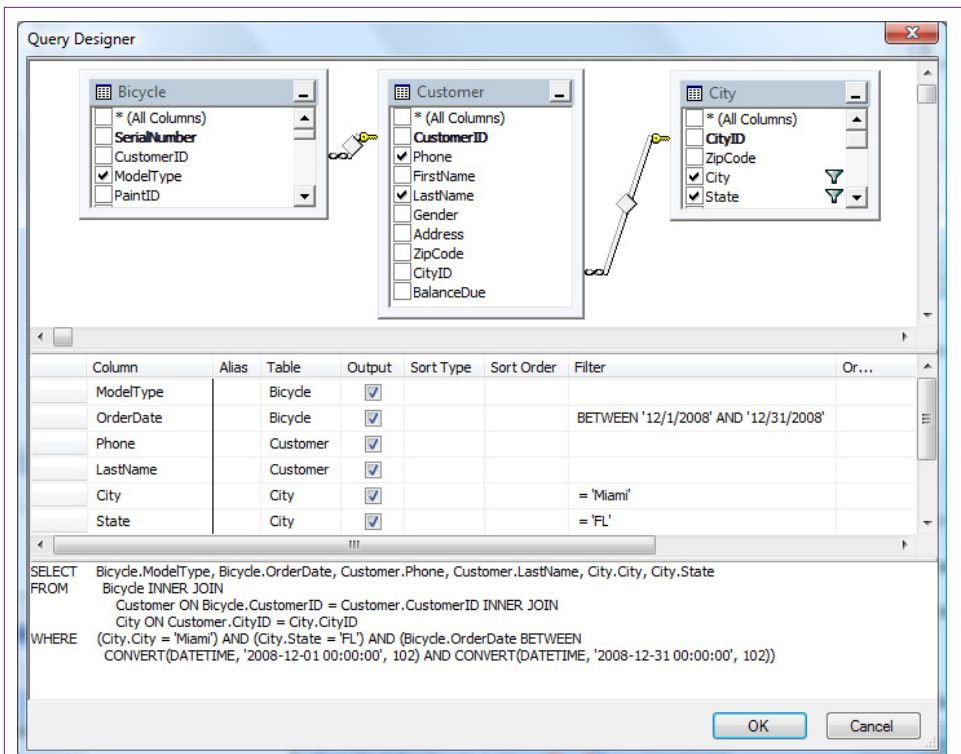 Query Designer
Bicycle
* (All Columns)
SerialNumber
CustomerID
ModelType
PaintID
Customer
* (All Columns)
CustomerID
Phone
FirstName
LastName
Gender
Address
ZipCode
CityID
BalanceDue
City
* (All Columns)
CityID
ZipCode
City
State
Column Alias Table Output Sort Type Sort Order Filter Or...
ModelType Bicycle
OrderDate Bicycle BETWEEN '12/1/2008' AND '12/31/2008'
Phone Customer
LastName Customer
City City = 'Miami'
State City = 'FL'
SELECT Bicycle.ModelType, Bicycle.OrderDate, Customer.Phone, Customer.LastName, City.City, City.State
FROM Bicycle INNER JOIN
Customer ON Bicycle.CustomerID = Customer.CustomerID INNER JOIN
City ON Customer.CityID = City.CityID
WHERE (City.City = 'Miami') AND (City.State = 'FL') AND (Bicycle.OrderDate BETWEEN
CONVERT(DATETIME, '2008-12-01 00:00:00', 102) AND CONVERT(DATETIME, '2008-12-31 00:00:00', 102))
OK Cancel